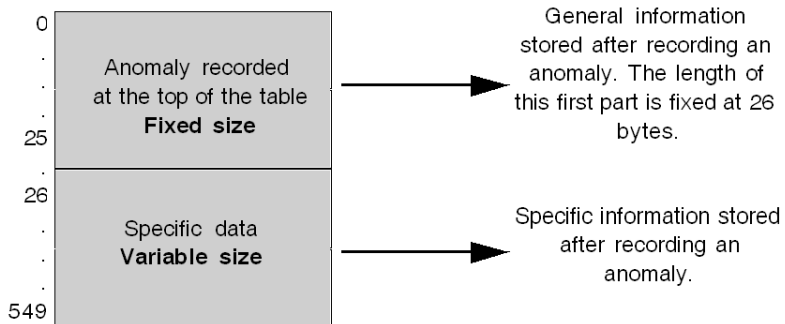 0
.
.
.
25
.
26
.
.
.
549
Anomaly recorded
at the top of the table
Fixed size
Specific data
Variable size
General information
stored after recording an
anomaly. The length of
this first part is fixed at 26
bytes.
Specific information stored
after recording an
anomaly.